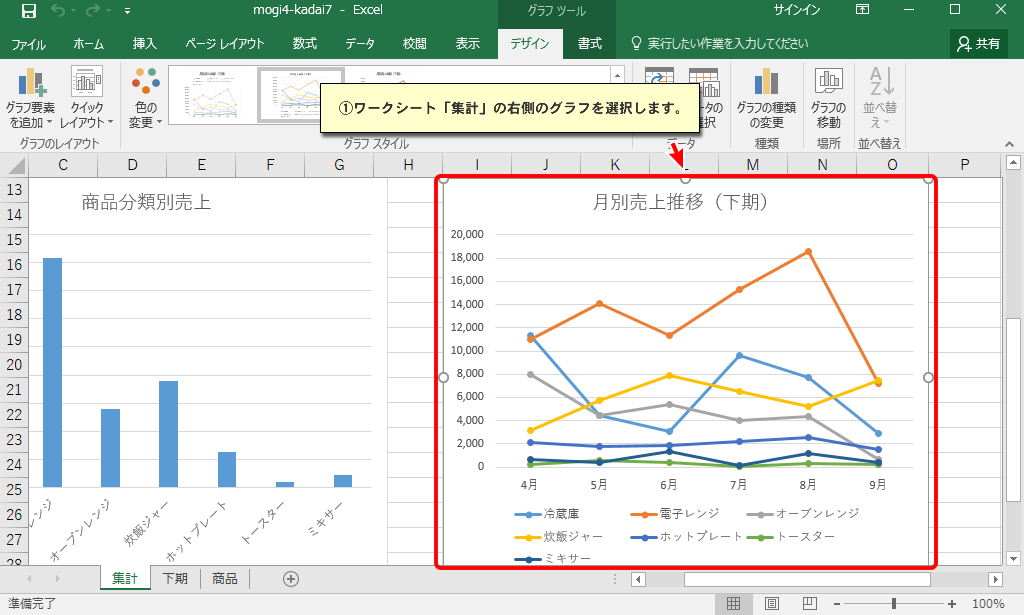 mogi4-kadai7 - Excel
グラフ ツール
サインイン
ファイル ホーム 挿入 ページ レイアウト 数式 データ 校閲 表示 デザイン 書式 実行したい作業を入力してください 共有
グラフ要素を追加
クイックレイアウト
色の変更
グラフの種類の変更
グラフの移動
並べ替え
グラフのレイアウト グラフ スタイル データ 種類 場所 並べ替え
①ワークシート「集計」の右側のグラフを選択します。
C D E F G H I J K L M N O P
13
14
15
16
17
18
19
20
21
22
23
24
25
26
27
28
商品分類別売上
レンジ
オーブンレンジ
炊飯ジャー
ホットプレート
トースター
ミキサー
月別売上推移（下期）
20,000
18,000
16,000
14,000
12,000
10,000
8,000
6,000
4,000
2,000
0
4月 5月 6月 7月 8月 9月
冷蔵庫 電子レンジ オーブンレンジ
炊飯ジャー ホットプレート トースター
ミキサー
集計 下期 商品
準備完了
100%